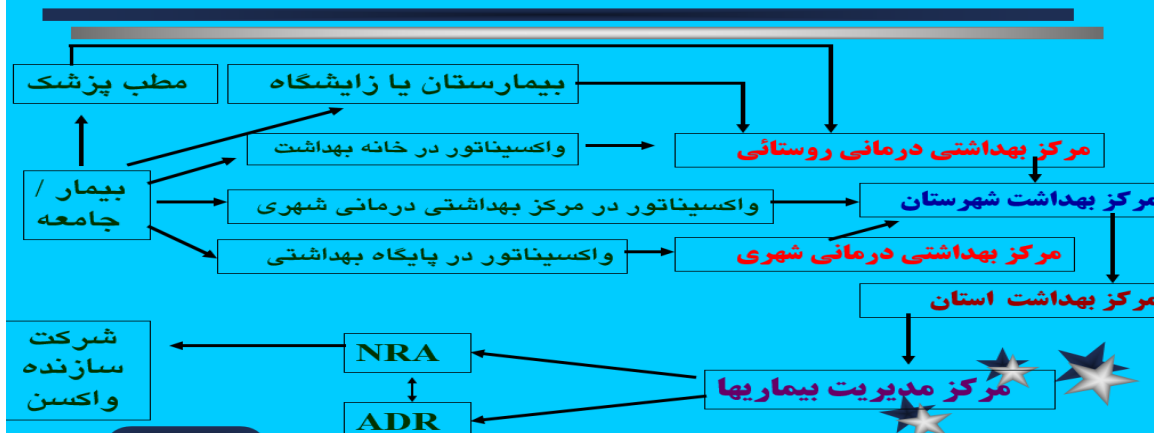 مطب پزشک
بیمارستان یا زایشگاه
واکسیناتور در خانه بهداشت
مرکز بهداشتی درمانی روستائی
بیمار /
جامعه
واکسیناتور در مرکز بهداشتی درمانی شهری
مرکز بهداشت شهرستان
واکسیناتور در پایگاه بهداشتی
مرکز بهداشتی درمانی شهری
مرکز بهداشت استان
شرکت
سازنده
واکسن
NRA
مرکز مدیریت بیماریها
ADR